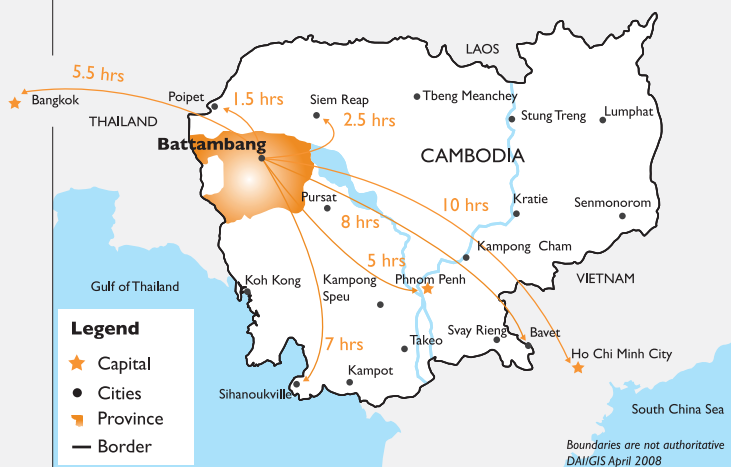 LAOS
5.5 hrs
Bangkok
Poipet
1.5 hrs
Siem Reap
Tbeng Meanchey
Stung Treng
Lumphat
THAILAND
2.5 hrs
Battambang
CAMBODIA
Pursat
10 hrs
Kratie
Senmonorom
8 hrs
Kampong Cham
5 hrs
Phnom Penh
VIETNAM
Gulf of Thailand
Koh Kong
Kampong
Speu
Legend
Capital
Cities
Province
Border
7 hrs
Takeo
Svay Rieng
Bavet
Ho Chi Minh City
Kampot
Sihanoukville
South China Sea
Boundaries are not authoritative
DAI/GIS April 2008